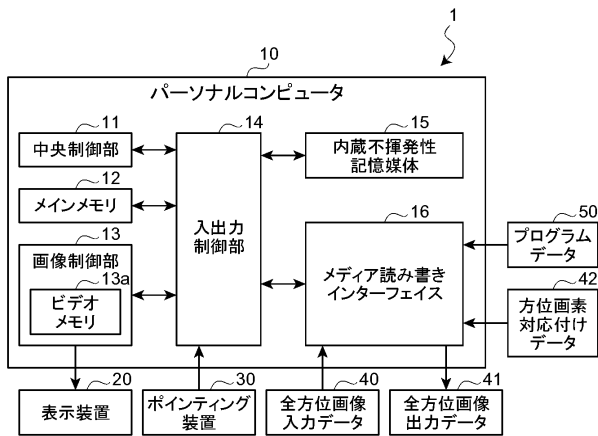 1
10
パーソナルコンピュータ
11
中央制御部
12
メインメモリ
13
画像制御部
13a
ビデオ
メモリ
14
入出力
制御部
15
内蔵不揮発性
記憶媒体
16
メディア読み書き
インターフェイス
50
プログラム
データ
42
方位画素
対応付け
データ
20
表示装置
30
ポインティング
装置
40
全方位画像
入力データ
41
全方位画像
出力データ